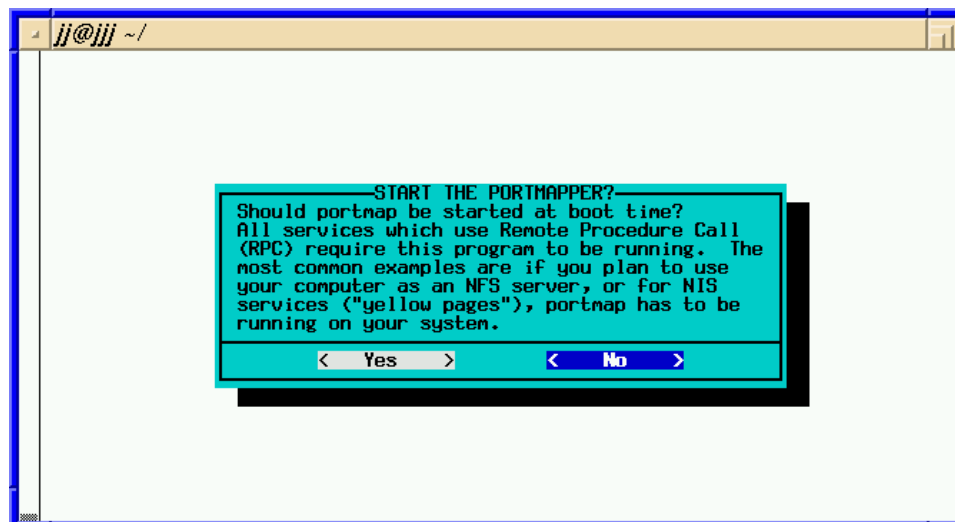 jj@jjj ~/
START THE PORTMAPPER?
Should portmap be started at boot time?
All services which use Remote Procedure Call
(RPC) require this program to be running.  The
most common examples are if you plan to use
your computer as an NFS server, or for NIS
services ("yellow pages"), portmap has to be
running on your system.
< Yes > < No >